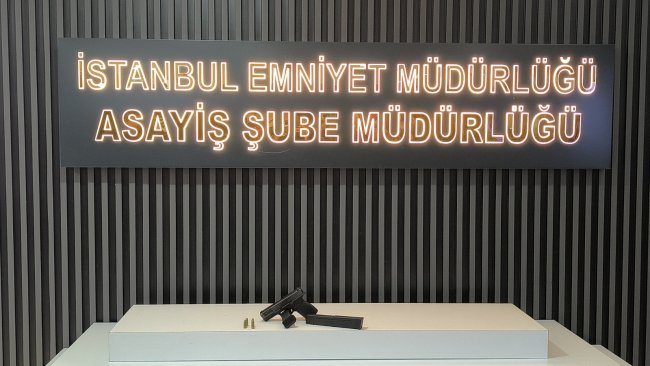 İSTANBUL EMNİYET MÜDÜRLÜĞÜ
ASAYİŞ ŞUBE MÜDÜRLÜĞÜ